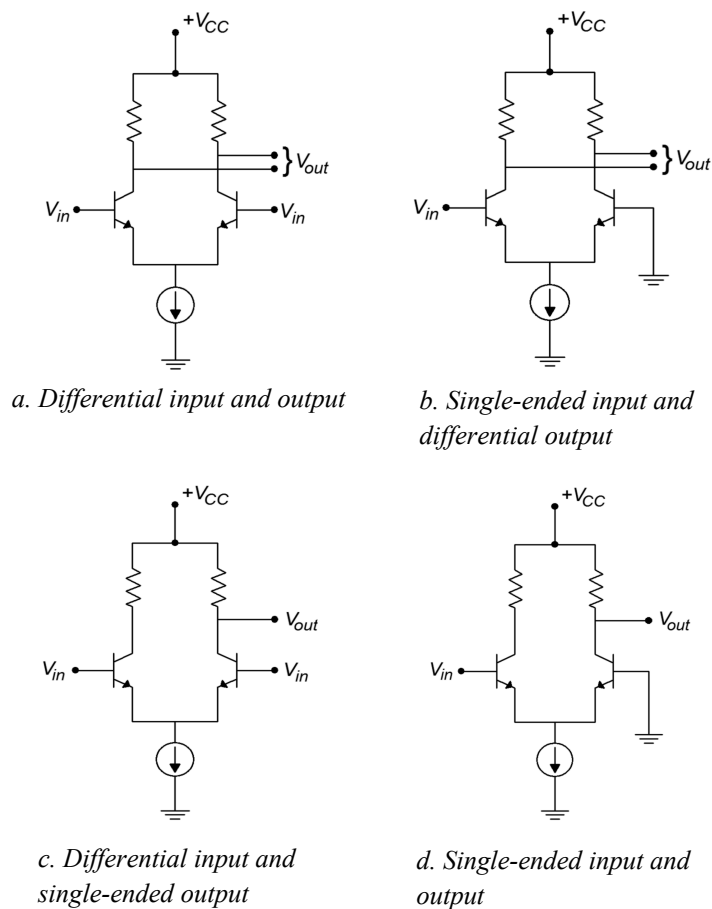 +VCC
Vout
Vin
Vin
a. Differential input and output
+VCC
Vout
Vin
b. Single-ended input and
differential output
+VCC
Vout
Vin
Vin
c. Differential input and
single-ended output
+VCC
Vout
Vin
d. Single-ended input and
output